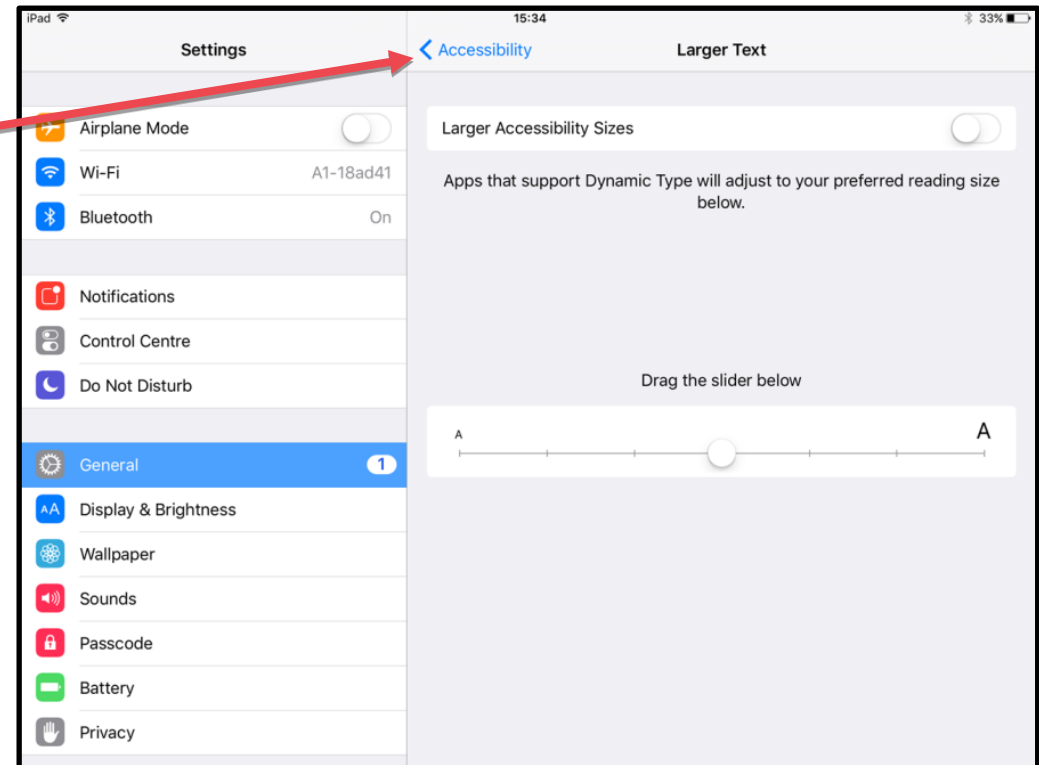 iPad 15:34 33%
Settings
Accessibility Larger Text
Airplane Mode
Wi-Fi A1-18ad41
Bluetooth On
Notifications
Control Centre
Do Not Disturb
General 1
Display & Brightness
Wallpaper
Sounds
Passcode
Battery
Privacy
Larger Accessibility Sizes
Apps that support Dynamic Type will adjust to your preferred reading size
below.
Drag the slider below
A A